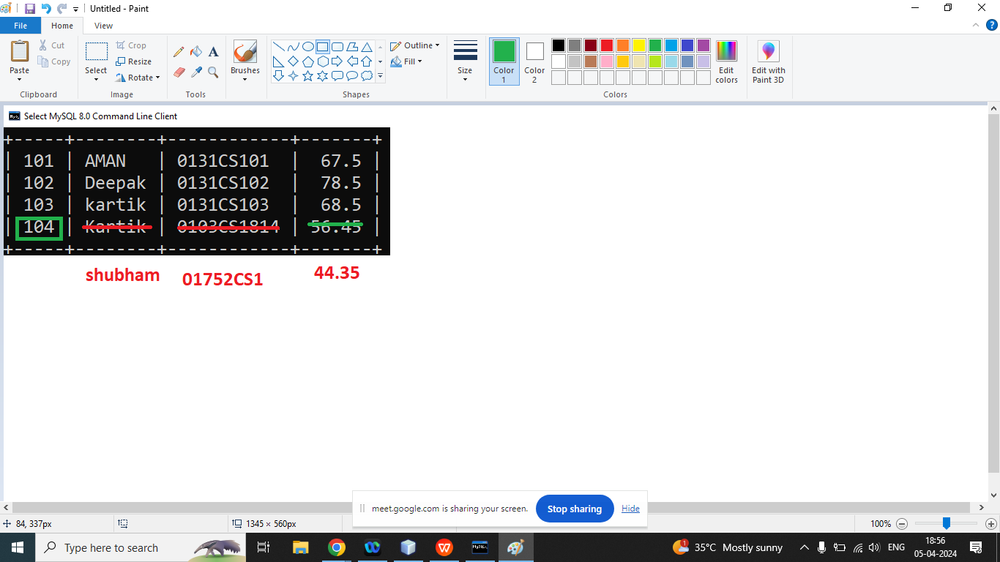 Untitled - Paint
File Home View
Cut
Crop
Outline
Copy
Resize
Fill
Paste Select Rotate Brushes Size Color 1 Color 2 Edit colors Edit with Paint 3D
Clipboard Image Tools Shapes Colors
Select MySQL 8.0 Command Line Client
+-----+--------+------------+-------+
| 101 | AMAN | 0131CS101 | 67.5 |
| 102 | Deepak | 0131CS102 | 78.5 |
| 103 | kartik | 0131CS103 | 68.5 |
| 104 | Kartik | 0103CS1814 | 56.45 |
+-----+--------+------------+-------+
shubham 01752CS1 44.35
meet.google.com is sharing your screen. Stop sharing Hide
84, 337px 1345 × 560px 100%
Type here to search 1 35°C Mostly sunny ENG 18:56
05-04-2024